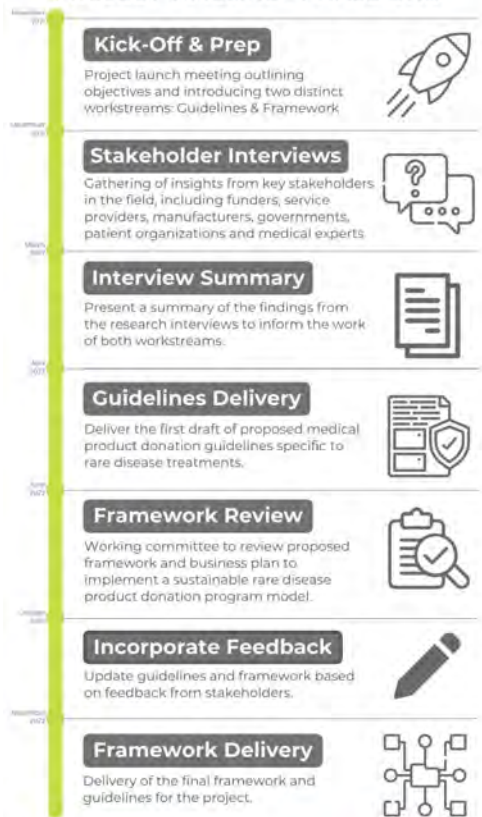 Kick-Off & Prep
Project launch meeting outlining
objectives and introducing two distinct
workstreams: Guidelines & Framework
Stakeholder Interviews
Gathering of insights from key stakeholders
in the field, including funders, service
providers, manufacturers, governments,
patient organizations and medical experts
Interview Summary
Present a summary of the findings from
the research interviews to inform the work
of both workstreams.
Guidelines Delivery
Deliver the first draft of proposed medical
product donation guidelines specific to
rare disease treatments.
Framework Review
Working committee to review proposed
framework and business plan to
implement a sustainable rare disease
product donation program model.
Incorporate Feedback
Update guidelines and framework based
on feedback from stakeholders.
Framework Delivery
Delivery of the final framework and
guidelines for the project.